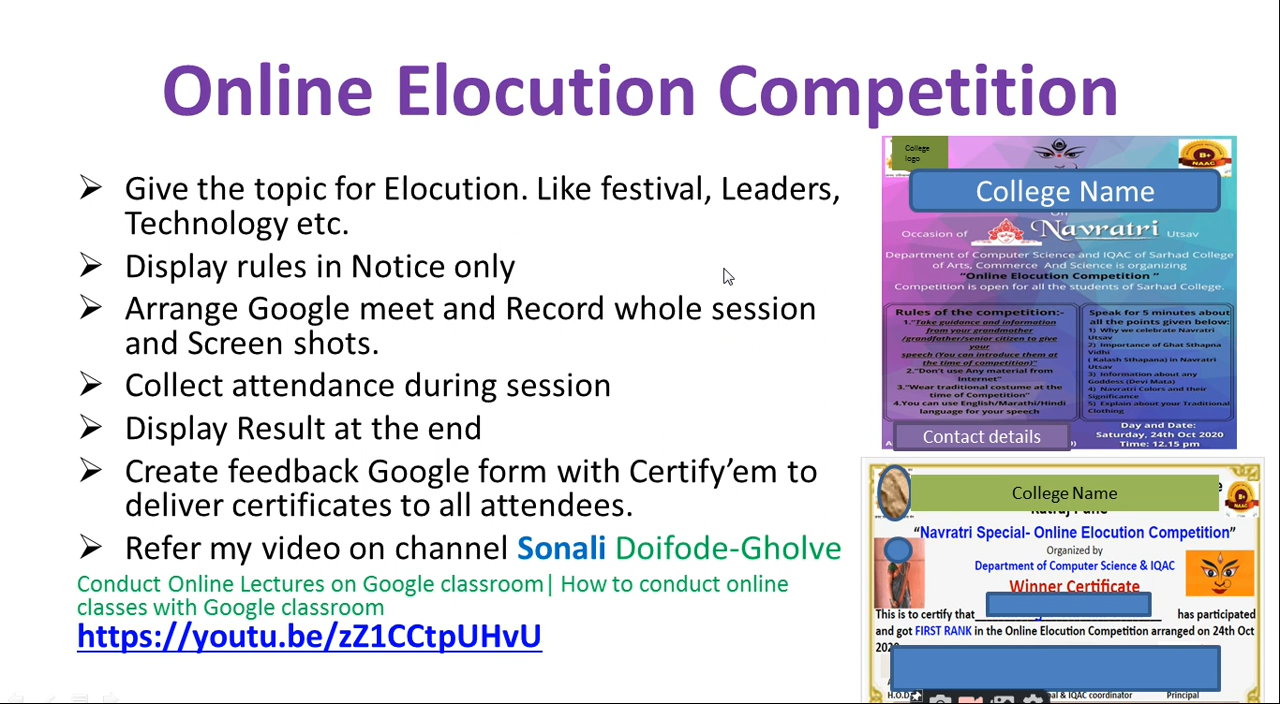 Online Elocution Competition
Give the topic for Elocution. Like festival, Leaders,
Technology etc.
Display rules in Notice only
Arrange Google meet and Record whole session
and Screen shots.
Collect attendance during session
Display Result at the end
Create feedback Google form with Certify’em to
deliver certificates to all attendees.
Refer my video on channel Sonali Doifode-Gholve
Conduct Online Lectures on Google classroom| How to conduct online
classes with Google classroom
https://youtu.be/zZ1CCtpUHvU
College
logo
B+
NAAC
College Name
On
Occasion of Navratri Utsav
Department of Computer Science and IQAC of Sarhad College
of Arts, Commerce And Science is organizing
“Online Elocution Competition ”
Competition is open for all the students of Sarhad College.
Rules of the competition:-
1."Take guidance and information
from your grandmother
/grandfather/senior citizen to give
your
speech (You can introduce them at
the time of competition)"
2."Don't use Any material from
Internet"
3."Wear traditional costume at the
time of Competition"
4.You can use English/Marathi/Hindi
language for your speech
Speak for 5 minutes about
all the points given below:
1) Why we celebrate Navratri
Utsav
2) Importance of Ghat Sthapna
Vidhi
( Kalash Sthapana) in Navratri
Utsav
3) Information about any
Goddess (Devi Mata)
4) Navratri Colors and their
Significance
5) Explain about your Traditional
Clothing
Contact details
Day and Date:
Saturday, 24th Oct 2020
Time: 12.15 pm
College Name
B+
NAAC
“Navratri Special- Online Elocution Competition”
Organized by
Department of Computer Science & IQAC
Winner Certificate
This is to certify that has participated
and got FIRST RANK in the Online Elocution Competition arranged on 24th Oct
H.O.D
& IQAC coordinator
Principal